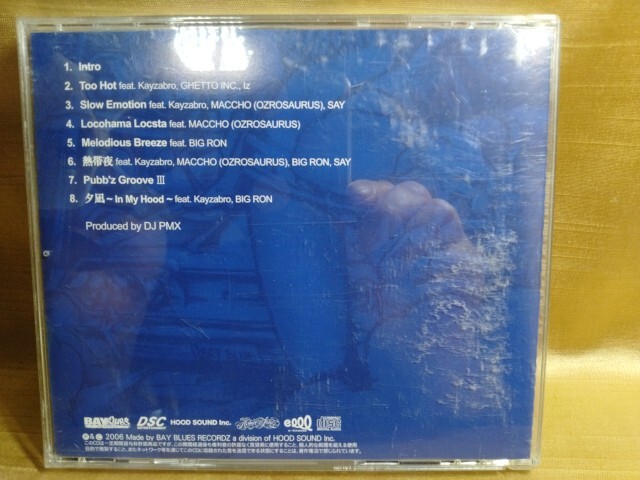 1. Intro
2. Too Hot feat. Kayzabro, GHETTO INC., Iz
3. Slow Emotion feat. Kayzabro, MACCHO (OZROSAURUS), SAY
4. Locohama Locsta feat. MACCHO (OZROSAURUS)
5. Melodious Breeze feat. BIG RON
6. 熱帯夜 feat. Kayzabro, MACCHO (OZROSAURUS), BIG RON, SAY
7. Pubb'z Groove III
8. 夕凪 ~ In My Hood ~ feat. Kayzabro, BIG RON
Produced by DJ PMX
BAY Blues DSC HOOD SOUND Inc.
Ⓟ & Ⓒ 2006 Made by BAY BLUES RECORDZ a division of HOOD SOUND Inc.